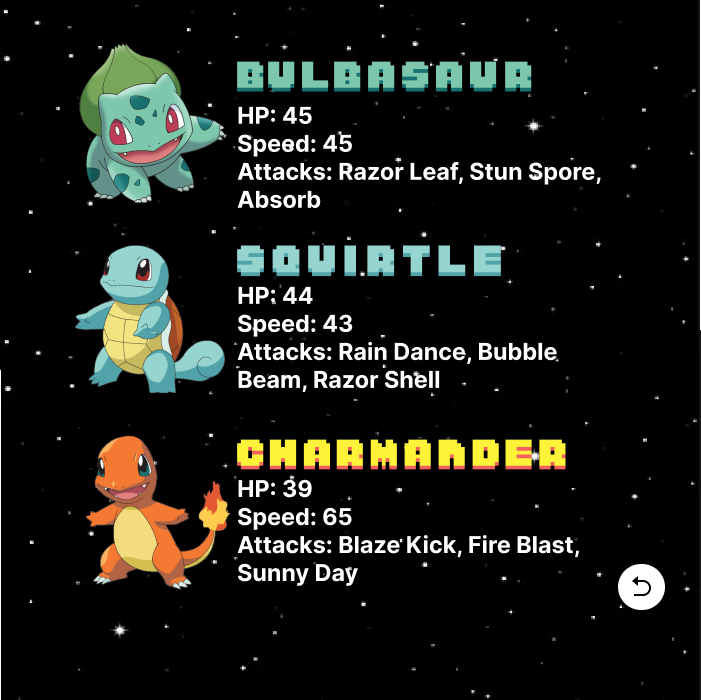 BULBASAUR
HP: 45
Speed: 45
Attacks: Razor Leaf, Stun Spore,
Absorb
SQUIRTLE
HP: 44
Speed: 43
Attacks: Rain Dance, Bubble
Beam, Razor Shell
CHARMANDER
HP: 39
Speed: 65
Attacks: Blaze Kick, Fire Blast,
Sunny Day